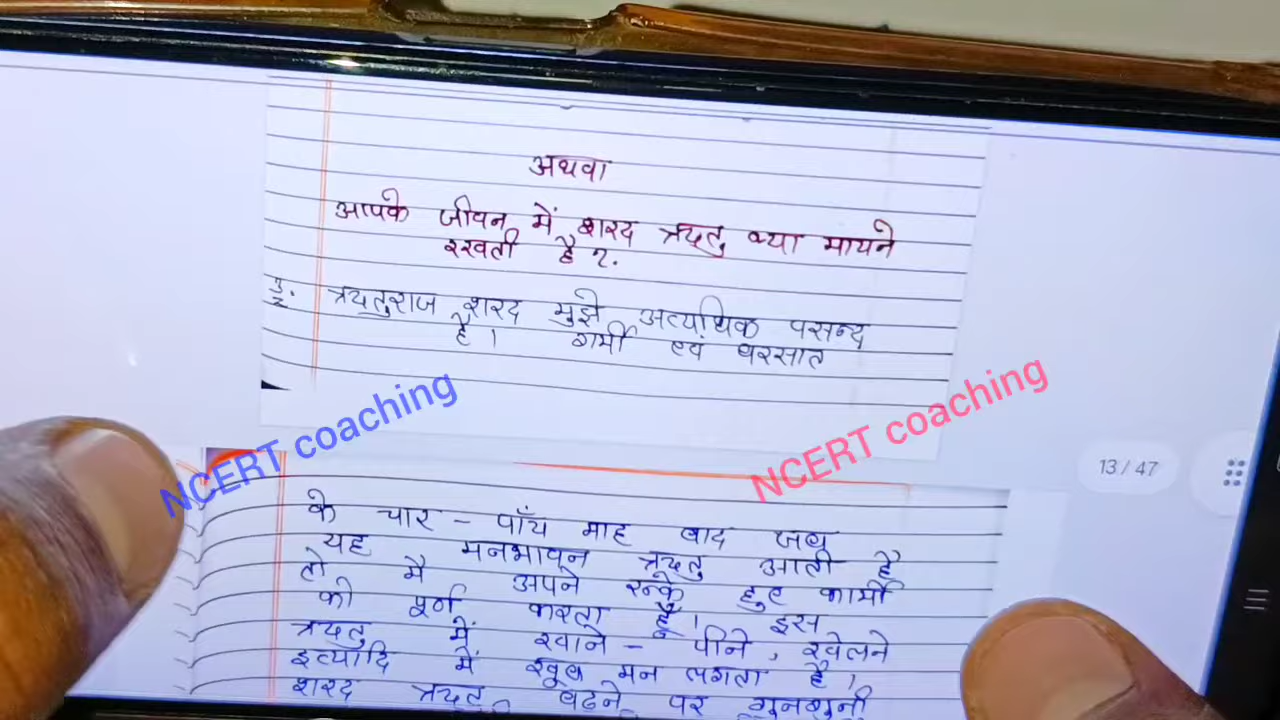 अथवा
आपके जीवन में शरद ऋतु क्या मायने
रखती है ?.
उ. ऋतुराज शरद मुझे अत्यधिक पसन्द
है। गर्मी एवं बरसात
NCERT coaching
NCERT coaching
13 / 47
के चार - पाँच माह बाद जब
यह मनभावन ऋतु आती है
तो मै अपने रुके हुए कार्मो
को पूर्ण करता हूँ। इस
ऋतु में खाने - पीने, खेलने
इत्यादि में खूब मन लगता है।
शरद ऋतु बढने पर गुनगुनी